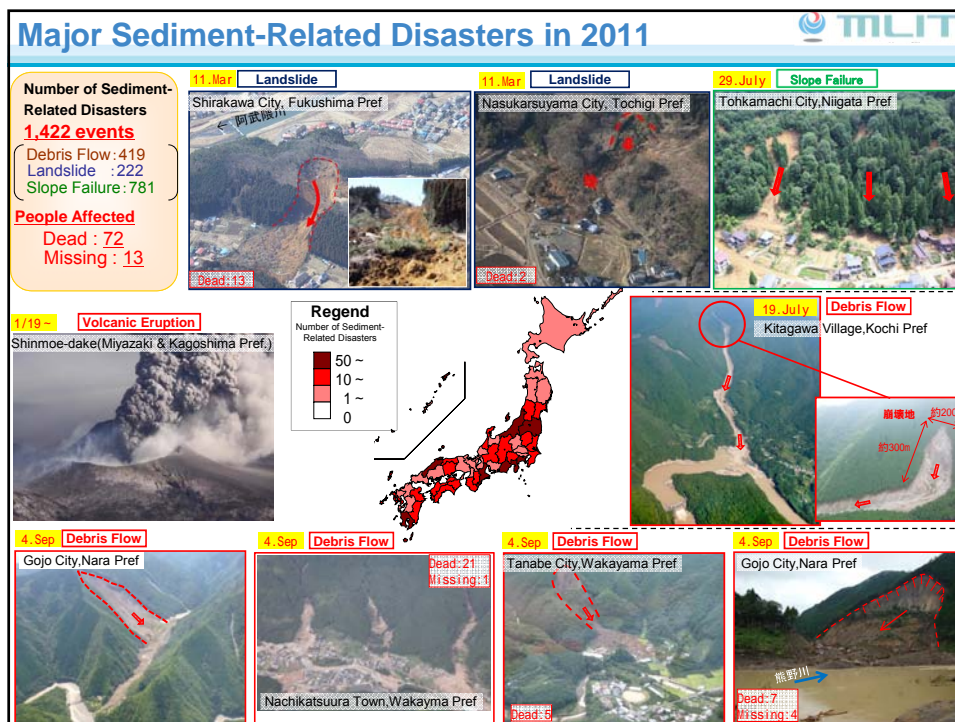 Major Sediment-Related Disasters in 2011
MLIT
Number of Sediment-
Related Disasters
1,422 events
Debris Flow:419
Landslide :222
Slope Failure:781
People Affected
Dead : 72
Missing : 13
11.Mar Landslide
Shirakawa City, Fukushima Pref
← 阿武隈川
Dead:13
11.Mar Landslide
Nasukarsuyama City, Tochigi Pref
Dead:2
29.July Slope Failure
Tohkamachi City,Niigata Pref
1/19~ Volcanic Eruption
Shinmoe-dake(Miyazaki & Kagoshima Pref.)
Regend
Number of Sediment-
Related Disasters
50 ~
10 ~
1 ~
0
19.July Debris Flow
Kitagawa Village,Kochi Pref
崩壊地
約200
約300m
4.Sep Debris Flow
Gojo City,Nara Pref
4.Sep Debris Flow
Dead:21
Missing:1
Nachikatsuura Town,Wakayma Pref
4.Sep Debris Flow
Tanabe City,Wakayama Pref
Dead:5
4.Sep Debris Flow
Gojo City,Nara Pref
熊野川
Dead:7
Missing:4